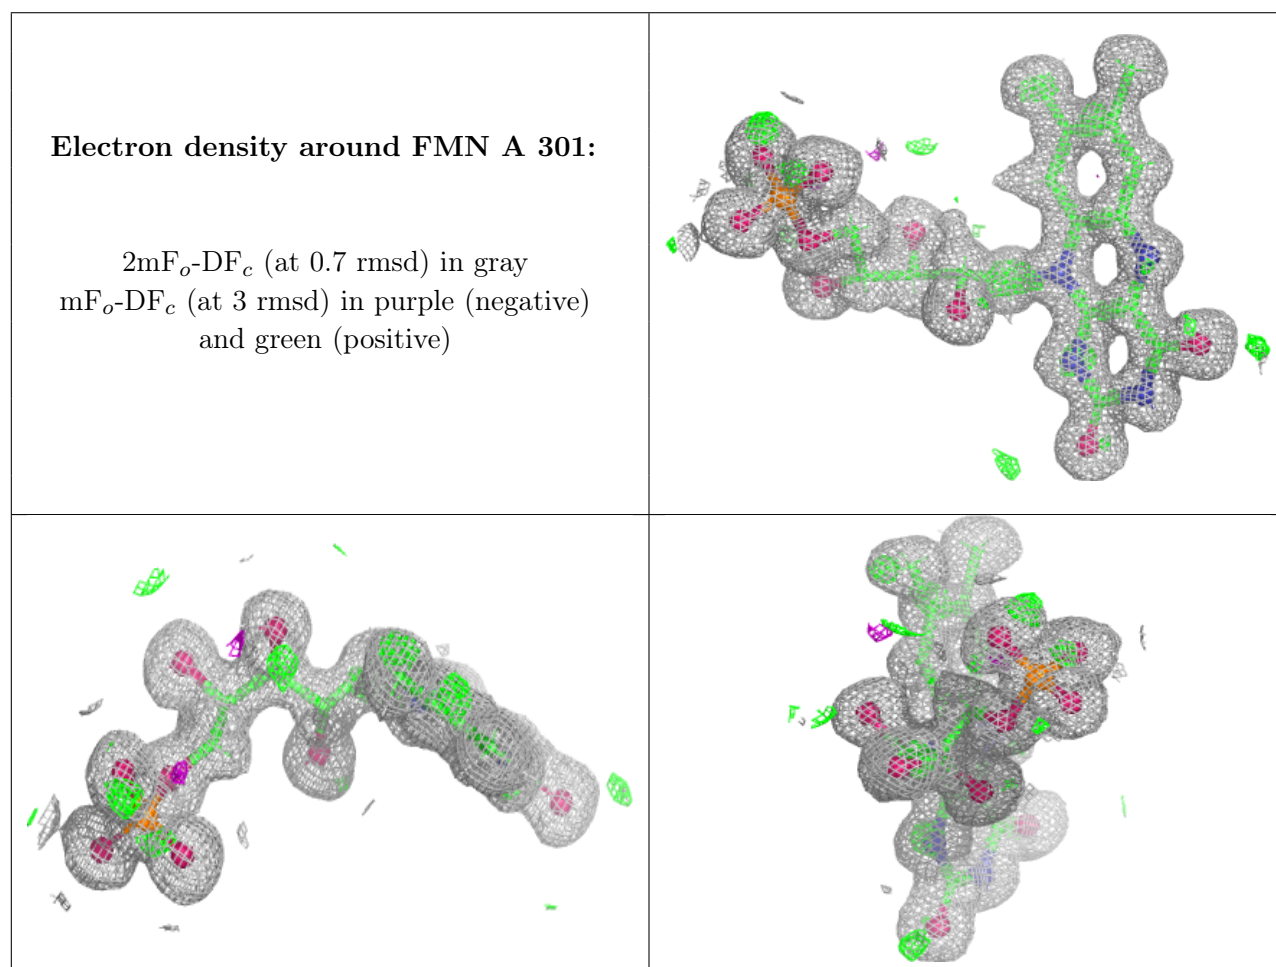 Electron density around FMN A 301:
2mFo-DFc (at 0.7 rmsd) in gray
mFo-DFc (at 3 rmsd) in purple (negative)
and green (positive)